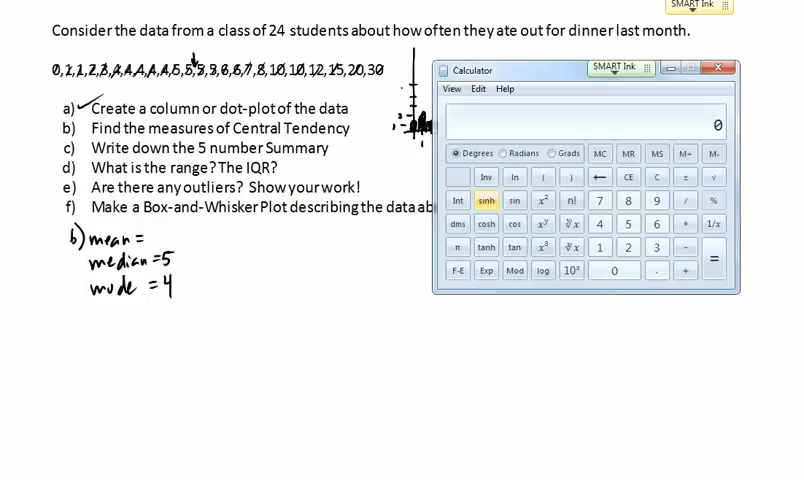 SMART Ink
Consider the data from a class of 24 students about how often they ate out for dinner last month.
0,1,1,2,3,4,4,4,4,4,5,5,5,5,6,6,7,8,10,10,12,15,20,30
a) Create a column or dot-plot of the data
b) Find the measures of Central Tendency
c) Write down the 5 number Summary
d) What is the range? The IQR?
e) Are there any outliers? Show your work!
f) Make a Box-and-Whisker Plot describing the data ab
b) mean =
median = 5
mode = 4
Calculator
SMART Ink
View Edit Help
0
Degrees Radians Grads MC MR MS M+ M-
Inv ln ( ) ← CE C ± √
Int sinh sin x² n! 7 8 9 / %
dms cosh cos xʸ ʸ√x 4 5 6 * 1/x
π tanh tan x³ ³√x 1 2 3 - =
F-E Exp Mod log 10ˣ 0 . +